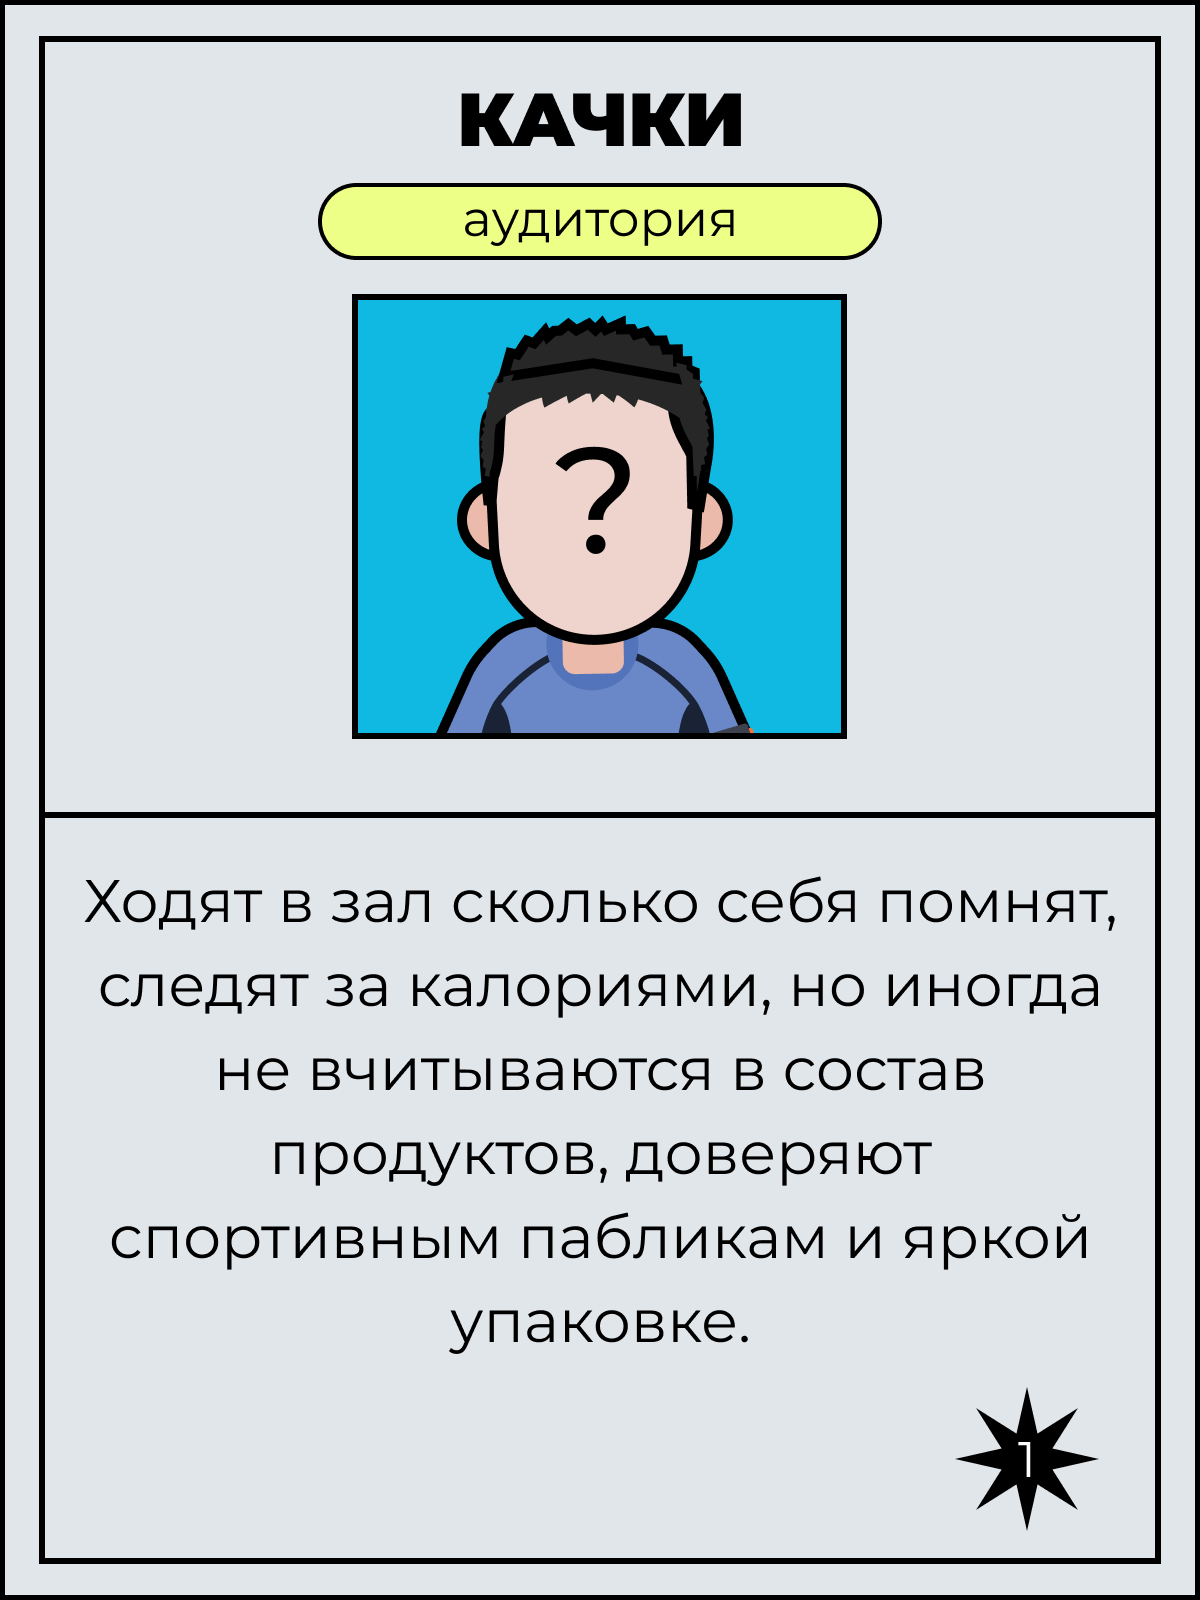 КАЧКИ
аудитория
?
Ходят в зал сколько себя помнят,
следят за калориями, но иногда
не вчитываются в состав
продуктов, доверяют
спортивным пабликам и яркой
упаковке.
1